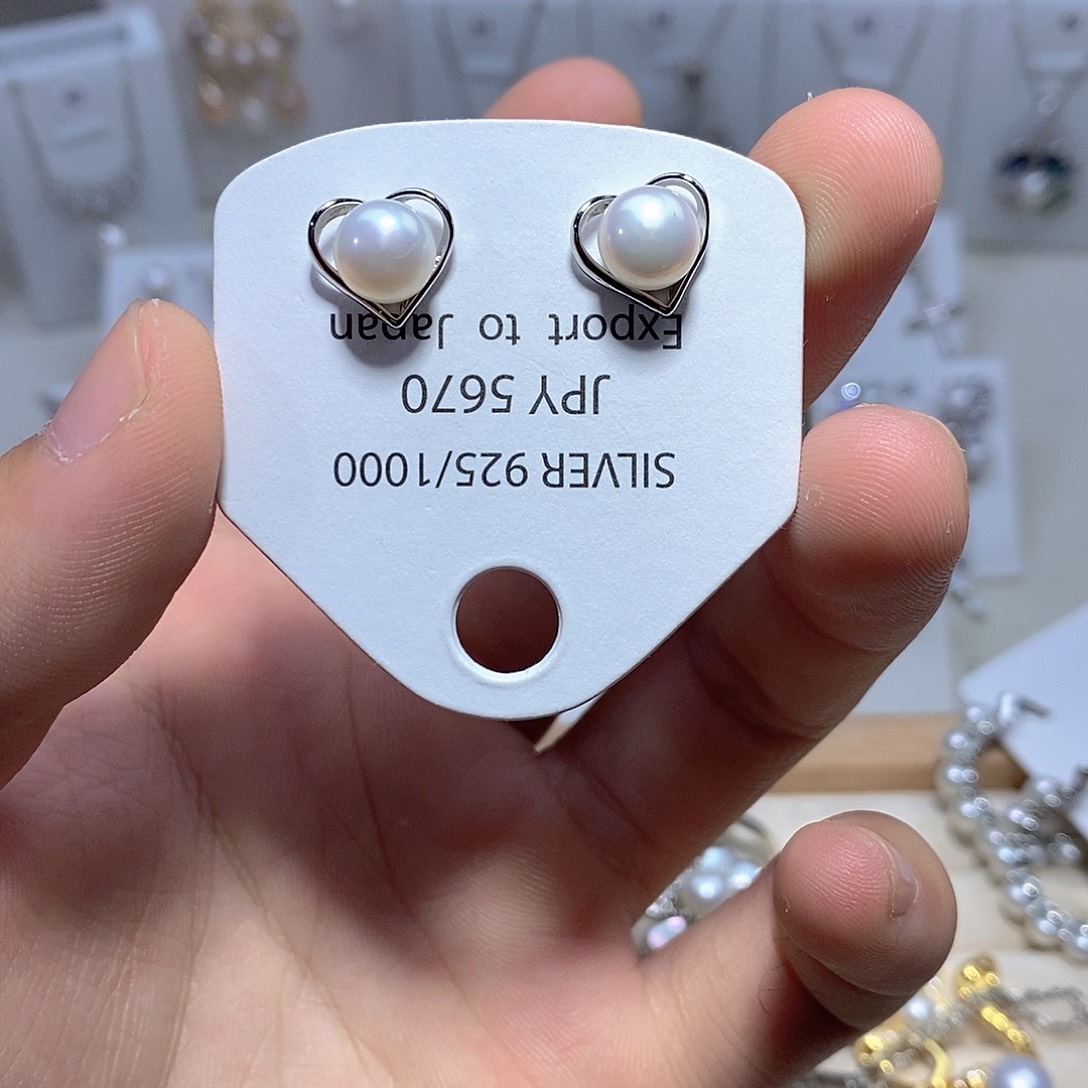 SILVER 925/1000
JPY 5670
Export to Japan